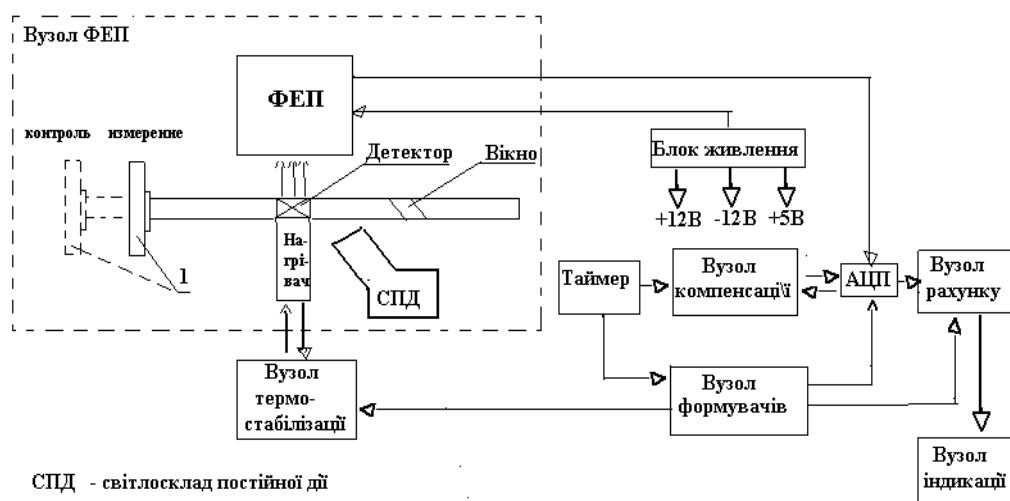 Вузол ФЕП
ФЕП
контроль измерение
Детектор
Вікно
Блок живлення
+12В -12В +5В
1
На-
грі-
вач
СПД
Таймер
Вузол
компенсації
АЦП
Вузол
рахунку
Вузол
термо-
стабілізації
Вузол
формувачів
Вузол
індикації
СПД - світлосклад постійної дії